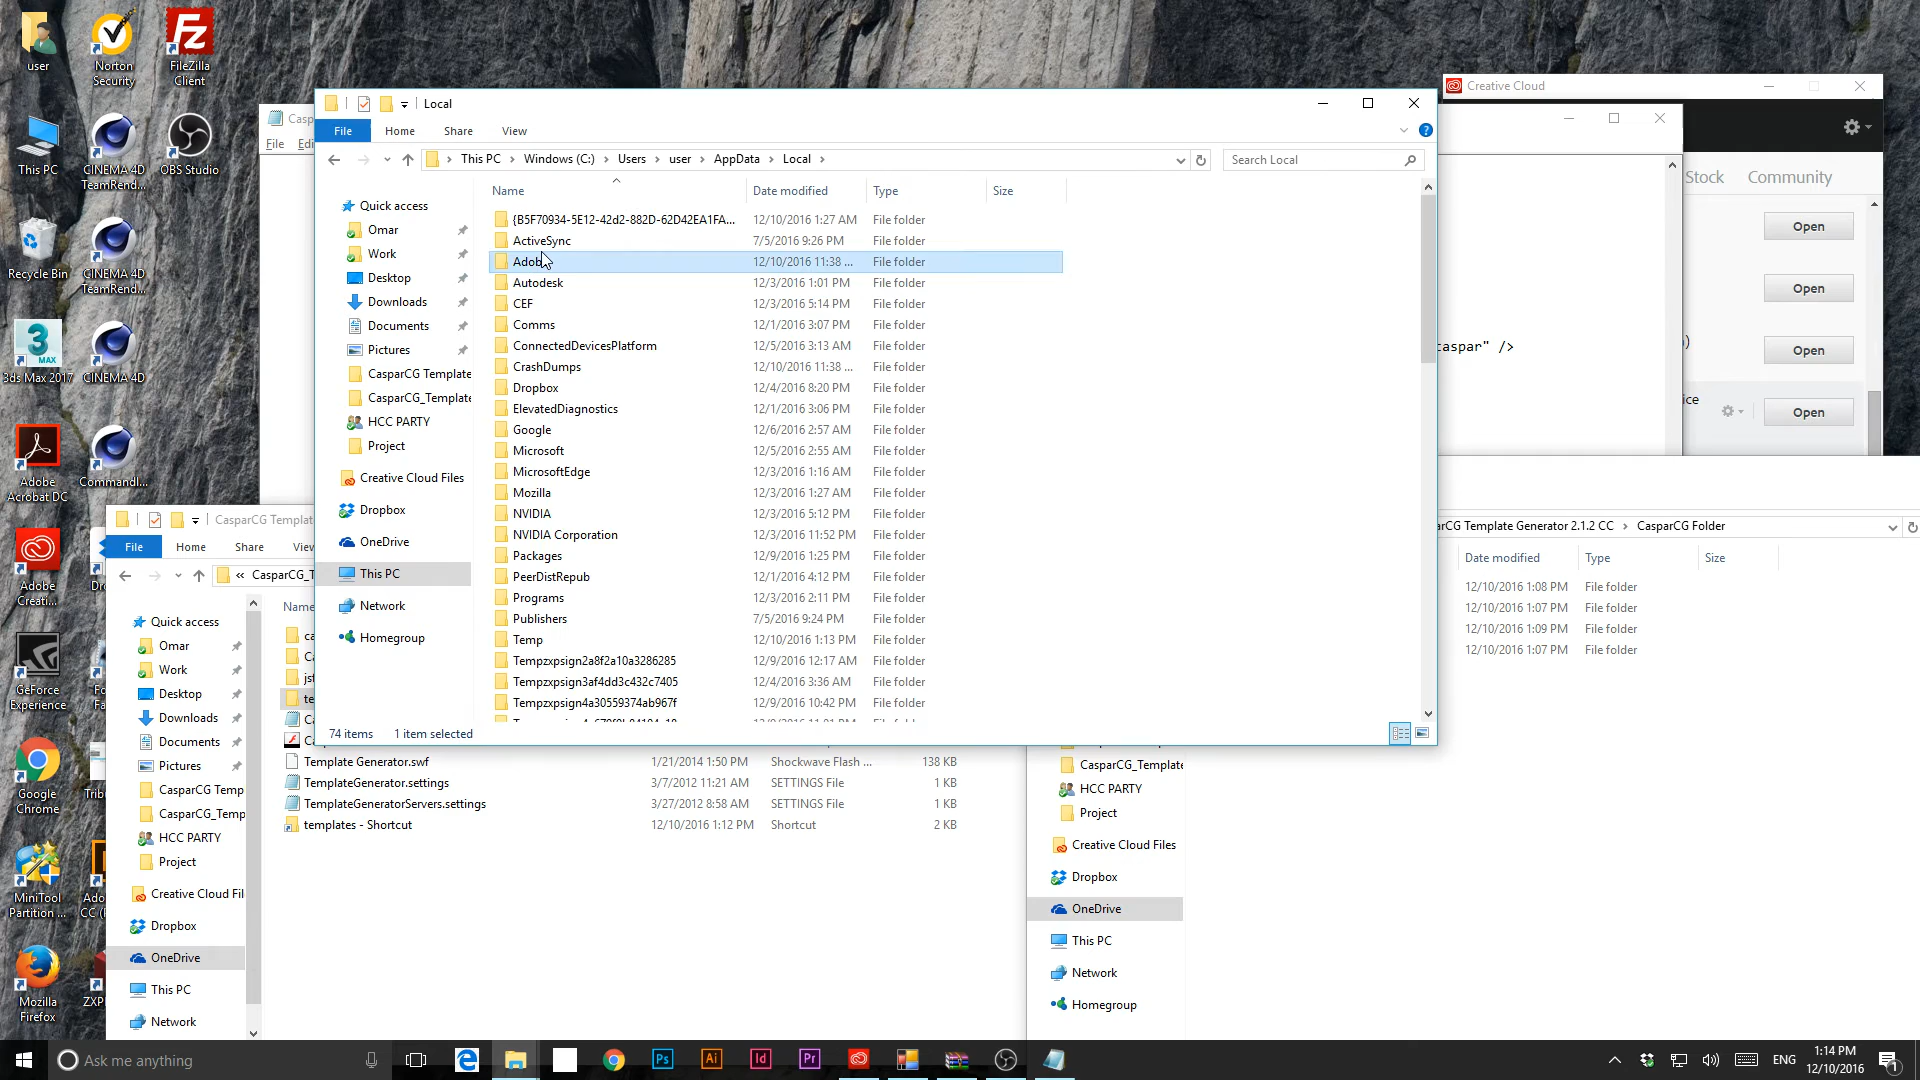 user
Norton
Security
FileZilla
Client
This PC
CINEMA 4D
TeamRend...
OBS Studio
Recycle Bin
CINEMA 4D
TeamRend...
3ds Max 2017
CINEMA 4D
Adobe
Acrobat DC
Commandl...
Adobe
Creati...
GeForce
Experience
Google
Chrome
MiniTool
Partition ...
Mozilla
Firefox
Local
File
Home
Share
View
This PC
Windows (C:)
Users
user
AppData
Local
Search Local
Name
Date modified
Type
Size
Quick access
Omar
Work
Desktop
Downloads
Documents
Pictures
CasparCG Template
CasparCG_Template
HCC PARTY
Project
Creative Cloud Files
Dropbox
OneDrive
This PC
Network
Homegroup
{B5F70934-5E12-42d2-882D-62D42EA1FA... 12/10/2016 1:27 AM File folder
ActiveSync 7/5/2016 9:26 PM File folder
Adobe 12/10/2016 11:38 ... File folder
Autodesk 12/3/2016 1:01 PM File folder
CEF 12/3/2016 5:14 PM File folder
Comms 12/1/2016 3:07 PM File folder
ConnectedDevicesPlatform 12/5/2016 3:13 AM File folder
CrashDumps 12/10/2016 11:38 ... File folder
Dropbox 12/4/2016 8:20 PM File folder
ElevatedDiagnostics 12/1/2016 3:06 PM File folder
Google 12/6/2016 2:57 AM File folder
Microsoft 12/5/2016 2:55 AM File folder
MicrosoftEdge 12/3/2016 1:16 AM File folder
Mozilla 12/3/2016 1:27 AM File folder
NVIDIA 12/3/2016 5:12 PM File folder
NVIDIA Corporation 12/3/2016 11:52 PM File folder
Packages 12/9/2016 1:25 PM File folder
PeerDistRepub 12/1/2016 4:12 PM File folder
Programs 12/3/2016 2:11 PM File folder
Publishers 7/5/2016 9:24 PM File folder
Temp 12/10/2016 1:13 PM File folder
Tempzxpsign2a8f2a10a3286285 12/9/2016 12:17 AM File folder
Tempzxpsign3af4dd3c432c7405 12/4/2016 3:36 AM File folder
Tempzxpsign4a30559374ab967f 12/9/2016 10:42 PM File folder
74 items 1 item selected
Casp
File Edi
Creative Cloud
Stock Community
Open
Open
Open
Open
caspar" />
ice
CasparCG Templat
File
Home
Share
View
« CasparCG_T
Name
Quick access
Omar
Work
Desktop
Downloads
Documents
Pictures
CasparCG Temp
CasparCG_Temp
HCC PARTY
Project
Creative Cloud Fil
Dropbox
OneDrive
This PC
Network
Template Generator.swf 1/21/2014 1:50 PM Shockwave Flash ... 138 KB
TemplateGenerator.settings 3/7/2012 11:21 AM SETTINGS File 1 KB
TemplateGeneratorServers.settings 3/27/2012 8:58 AM SETTINGS File 1 KB
templates - Shortcut 12/10/2016 1:12 PM Shortcut 2 KB
arCG Template Generator 2.1.2 CC
CasparCG Folder
Date modified
Type
Size
12/10/2016 1:08 PM File folder
12/10/2016 1:07 PM File folder
12/10/2016 1:09 PM File folder
12/10/2016 1:07 PM File folder
CasparCG_Template
HCC PARTY
Project
Creative Cloud Files
Dropbox
OneDrive
This PC
Network
Homegroup
Ask me anything
ENG
1:14 PM
12/10/2016